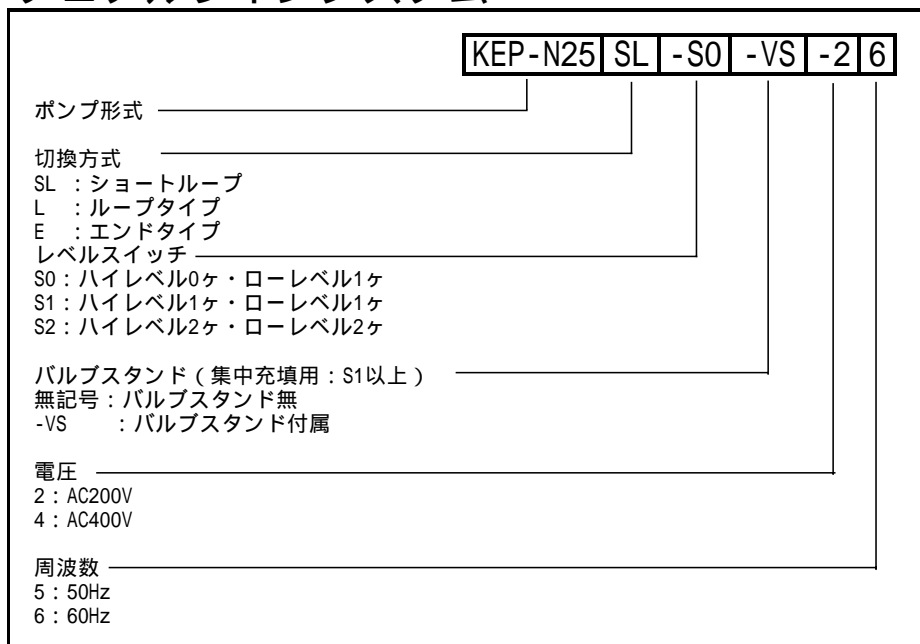 KEP-N25 SL -S0 -VS -2 6
ポンプ形式
切換方式
SL :ショートループ
L :ループタイプ
E :エンドタイプ
レベルスイッチ
S0:ハイレベル0ヶ・ローレベル1ヶ
S1:ハイレベル1ヶ・ローレベル1ヶ
S2:ハイレベル2ヶ・ローレベル2ヶ
バルブスタンド(集中充填用:S1以上)
無記号:バルブスタンド無
-VS :バルブスタンド付属
電圧
2:AC200V
4:AC400V
周波数
5:50Hz
6:60Hz